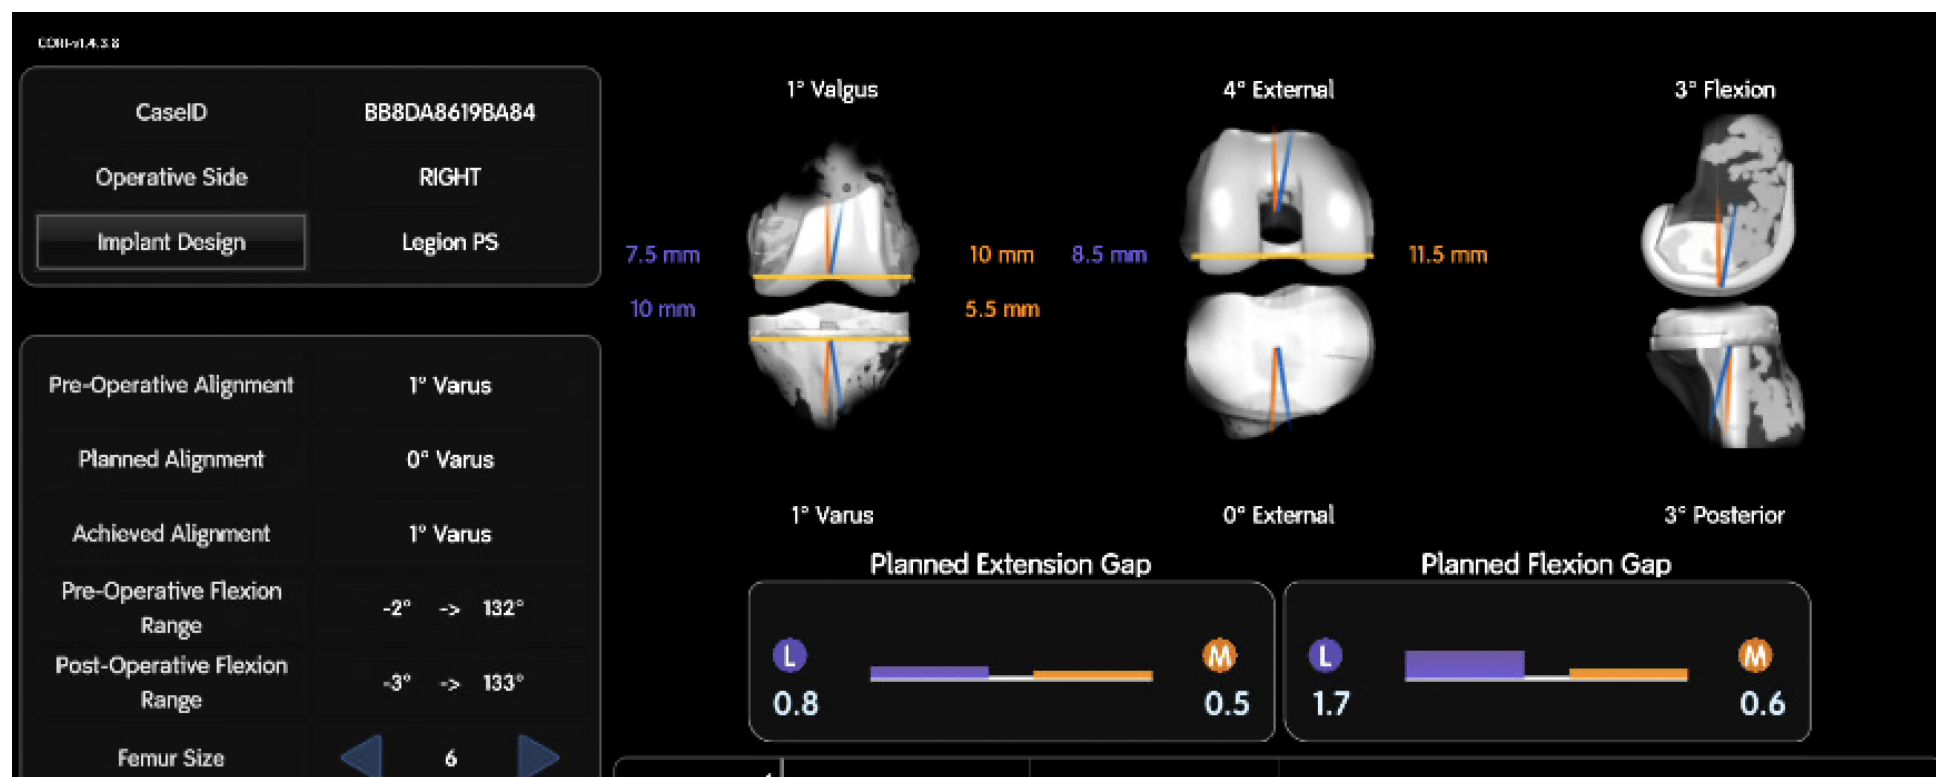 CORI-v1.4.3.8
CaseID BB8DA8619BA84
Operative Side RIGHT
Implant Design Legion PS
Pre-Operative Alignment 1° Varus
Planned Alignment 0° Varus
Achieved Alignment 1° Varus
Pre-Operative Flexion
Range
-2° -> 132°
Post-Operative Flexion
Range
-3° -> 133°
Femur Size 6
1° Valgus 4° External 3° Flexion
7.5 mm 10 mm 8.5 mm 11.5 mm
10 mm 5.5 mm
1° Varus 0° External 3° Posterior
Planned Extension Gap Planned Flexion Gap
L M L M
0.8 0.5 1.7 0.6